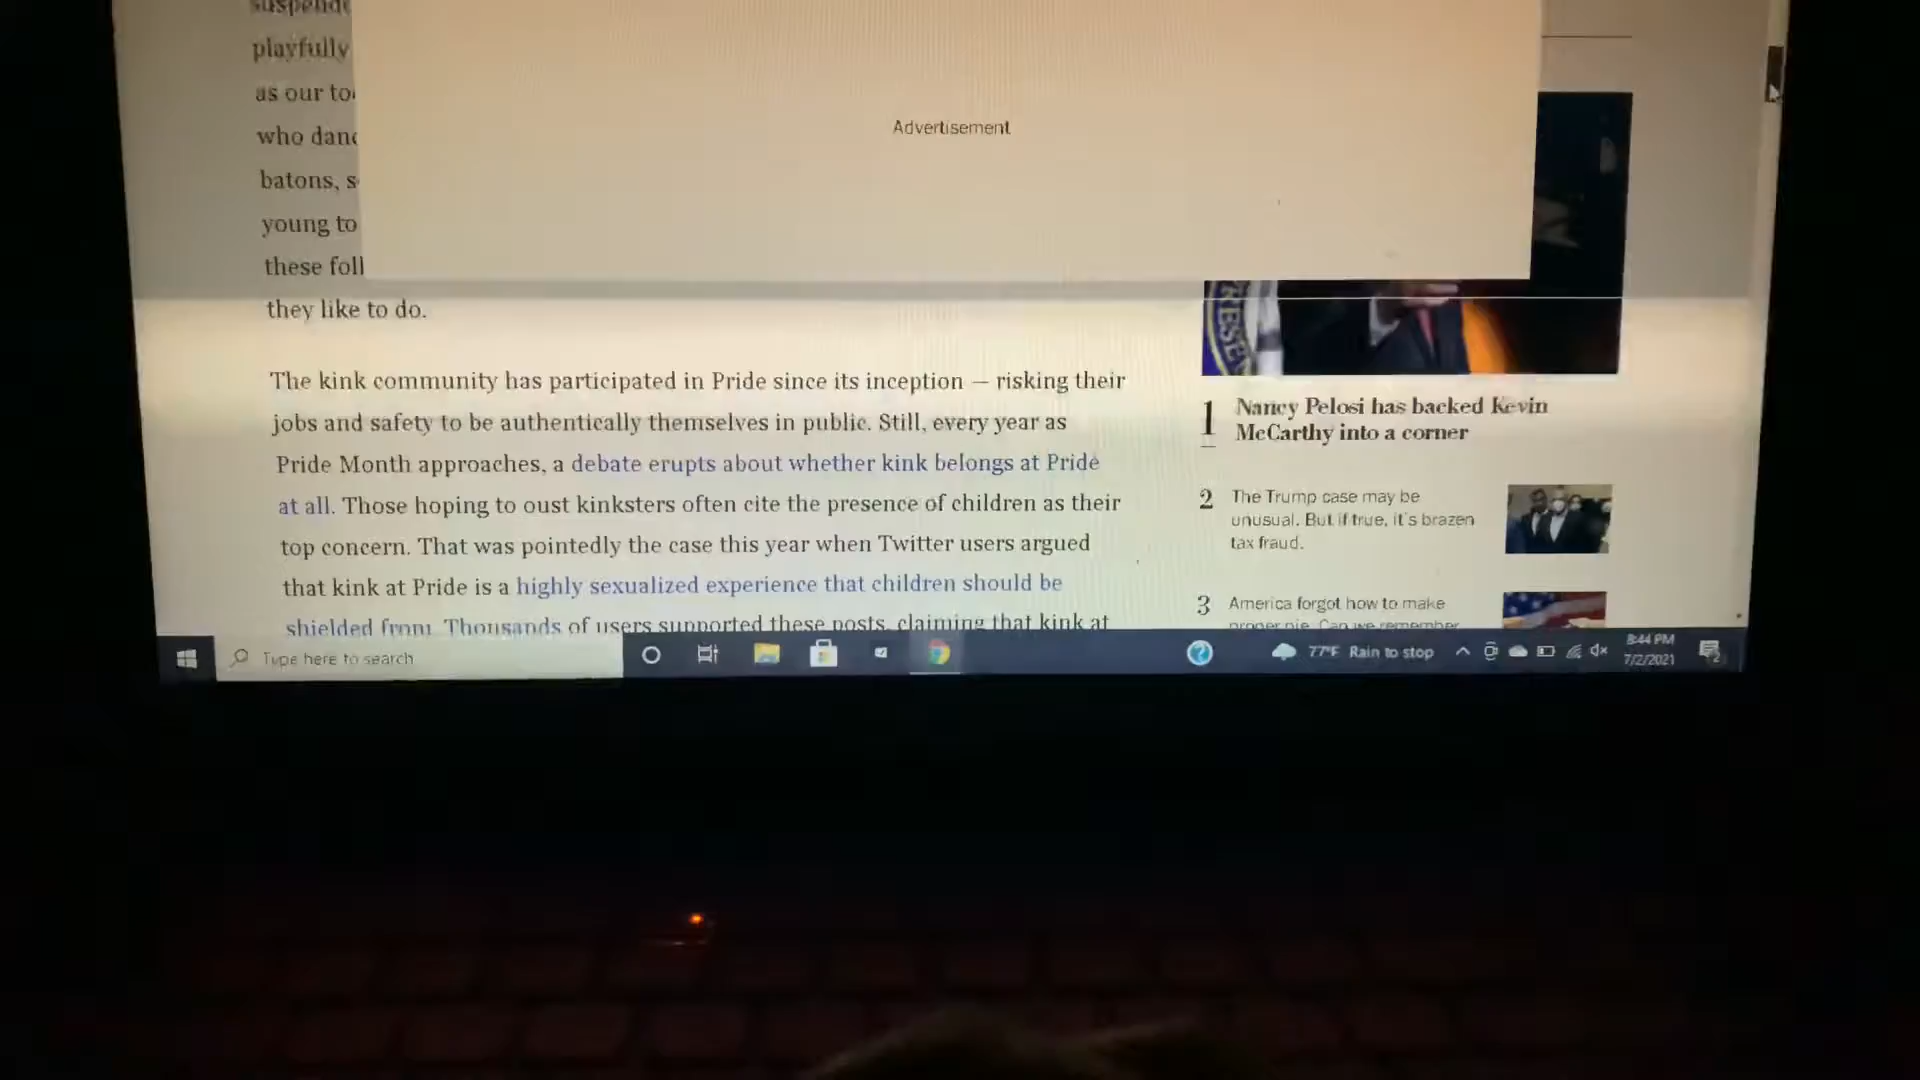 playfully
as our
who
batons,
young to
these
they like to do.
Advertisement
The kink community has participated in Pride since its inception — risking their
jobs and safety to be authentically themselves in public. Still, every year as
Pride Month approaches, a debate erupts about whether kink belongs at Pride
at all. Those hoping to oust kinksters often cite the presence of children as their
top concern. That was pointedly the case this year when Twitter users argued
that kink at Pride is a highly sexualized experience that children should be
shielded from. Thousands of users supported these posts, claiming that kink at
1 Nancy Pelosi has backed Kevin
McCarthy into a corner
2 The Trump case may be
unusual. But if true, it's brazen
tax fraud.
3 America forgot how to make
proper pie. Can we remember
Type here to search
77°F Rain to stop
8:44 PM
7/2/2021